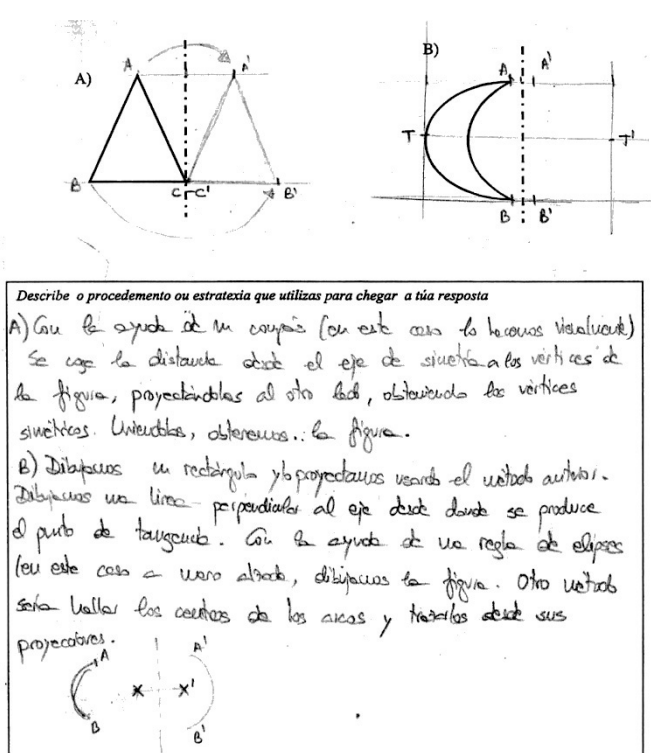 A) A A'
B C C' B'
B) A A'
T T'
B B'
Describe o procedemento ou estratexia que utilizas para chegar a túa resposta
A) Con la ayuda de un compás (en este caso lo hacemos visualmente)
se coge la distancia desde el eje de simetría a los vértices de
la figura, proyectándolas al otro lado, obteniendo los vértices
simétricos. Uniendolos, obtenemos la figura.
B) Dibujamos un rectángulo y lo proyectamos usando el método anterior.
Dibujamos una linea perpendicular al eje desde donde se produce
el punto de tangencia. Con la ayuda de una regla de elipses
(en este caso a mano alzada, dibujamos la figura. Otro método
sería hallar los centros de los arcos y trazarlos desde sus
A A'
X X'
B B'